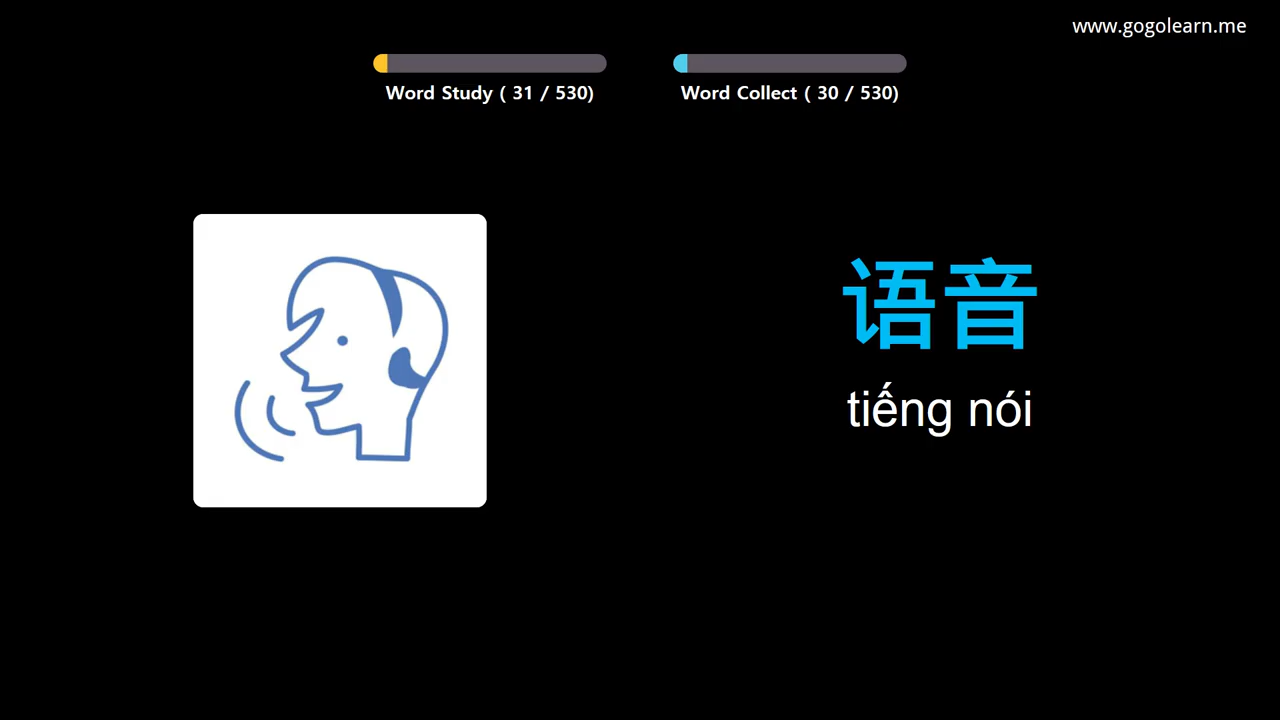 www.gogolearn.me
Word Study ( 31 / 530)
Word Collect ( 30 / 530)
语音
tiếng nói